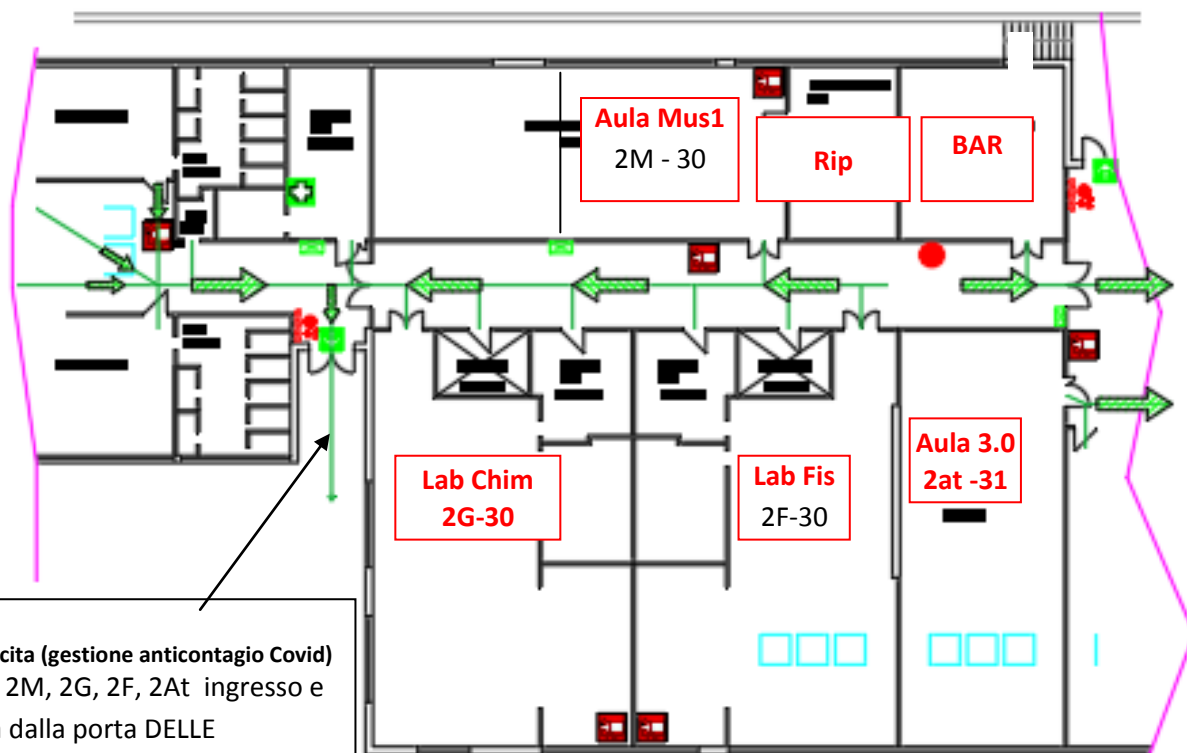 Aula Mus1
2M - 30
Rip
BAR
Lab Chim
2G-30
Lab Fis
2F-30
Aula 3.0
2at -31
cita (gestione anticontagio Covid)
2M, 2G, 2F, 2At ingresso e
dalla porta DELLE